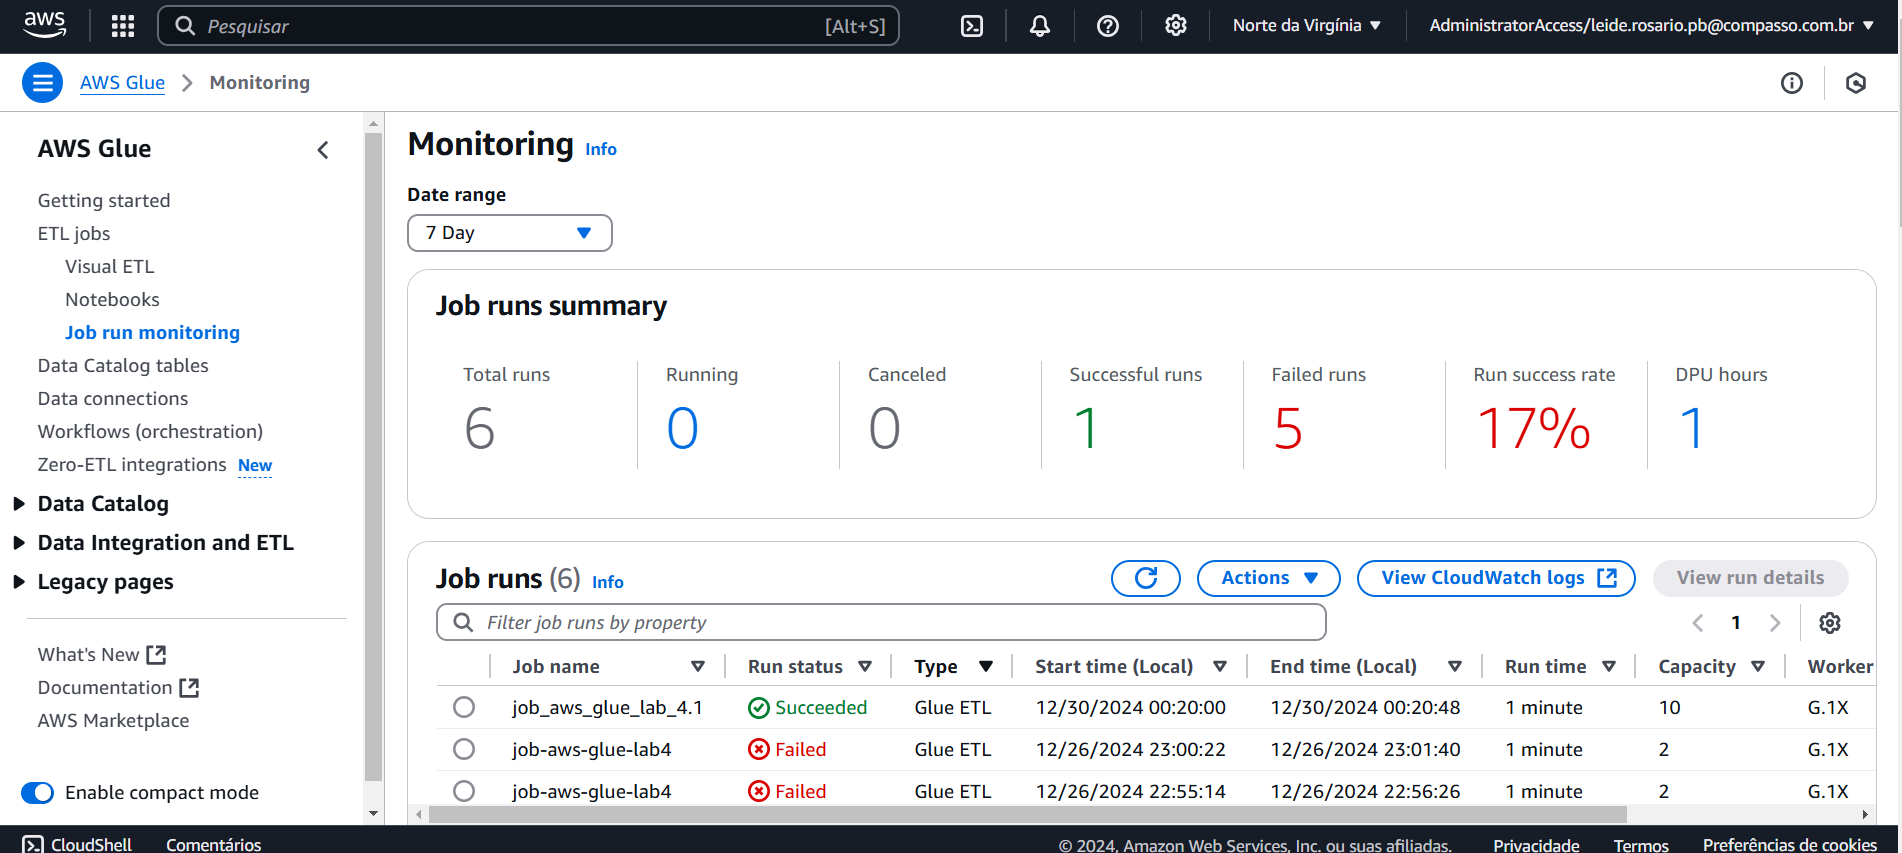 aws
Pesquisar [Alt+S] Norte da Virgínia AdministratorAccess/leide.rosario.pb@compasso.com.br
AWS Glue > Monitoring
AWS Glue
Getting started
ETL jobs
Visual ETL
Notebooks
Job run monitoring
Data Catalog tables
Data connections
Workflows (orchestration)
Zero-ETL integrations New
Data Catalog
Data Integration and ETL
Legacy pages
What's New
Documentation
AWS Marketplace
Enable compact mode
Monitoring Info
Date range
7 Day
Job runs summary
Total runs Running Canceled Successful runs Failed runs Run success rate DPU hours
6 0 0 1 5 17% 1
Job runs (6) Info Actions View CloudWatch logs View run details
Filter job runs by property 1
Job name Run status Type Start time (Local) End time (Local) Run time Capacity Worker
job_aws_glue_lab_4.1 Succeeded Glue ETL 12/30/2024 00:20:00 12/30/2024 00:20:48 1 minute 10 G.1X
job-aws-glue-lab4 Failed Glue ETL 12/26/2024 23:00:22 12/26/2024 23:01:40 1 minute 2 G.1X
job-aws-glue-lab4 Failed Glue ETL 12/26/2024 22:55:14 12/26/2024 22:56:26 1 minute 2 G.1X
CloudShell Comentários © 2024, Amazon Web Services, Inc. ou suas afiliadas. Privacidade Termos Preferências de cookies